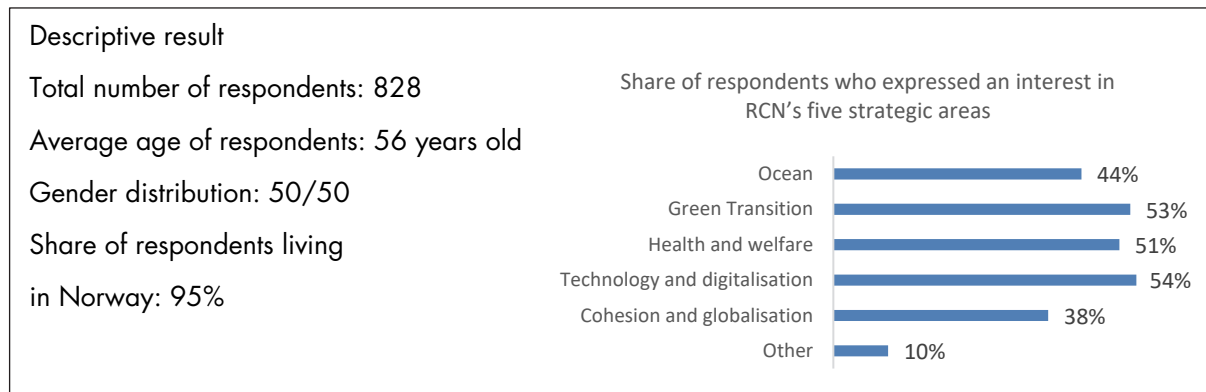 Descriptive result
Total number of respondents: 828
Average age of respondents: 56 years old
Gender distribution: 50/50
Share of respondents living
in Norway: 95%
Share of respondents who expressed an interest in
RCN's five strategic areas
Ocean 44%
Green Transition 53%
Health and welfare 51%
Technology and digitalisation 54%
Cohesion and globalisation 38%
Other 10%